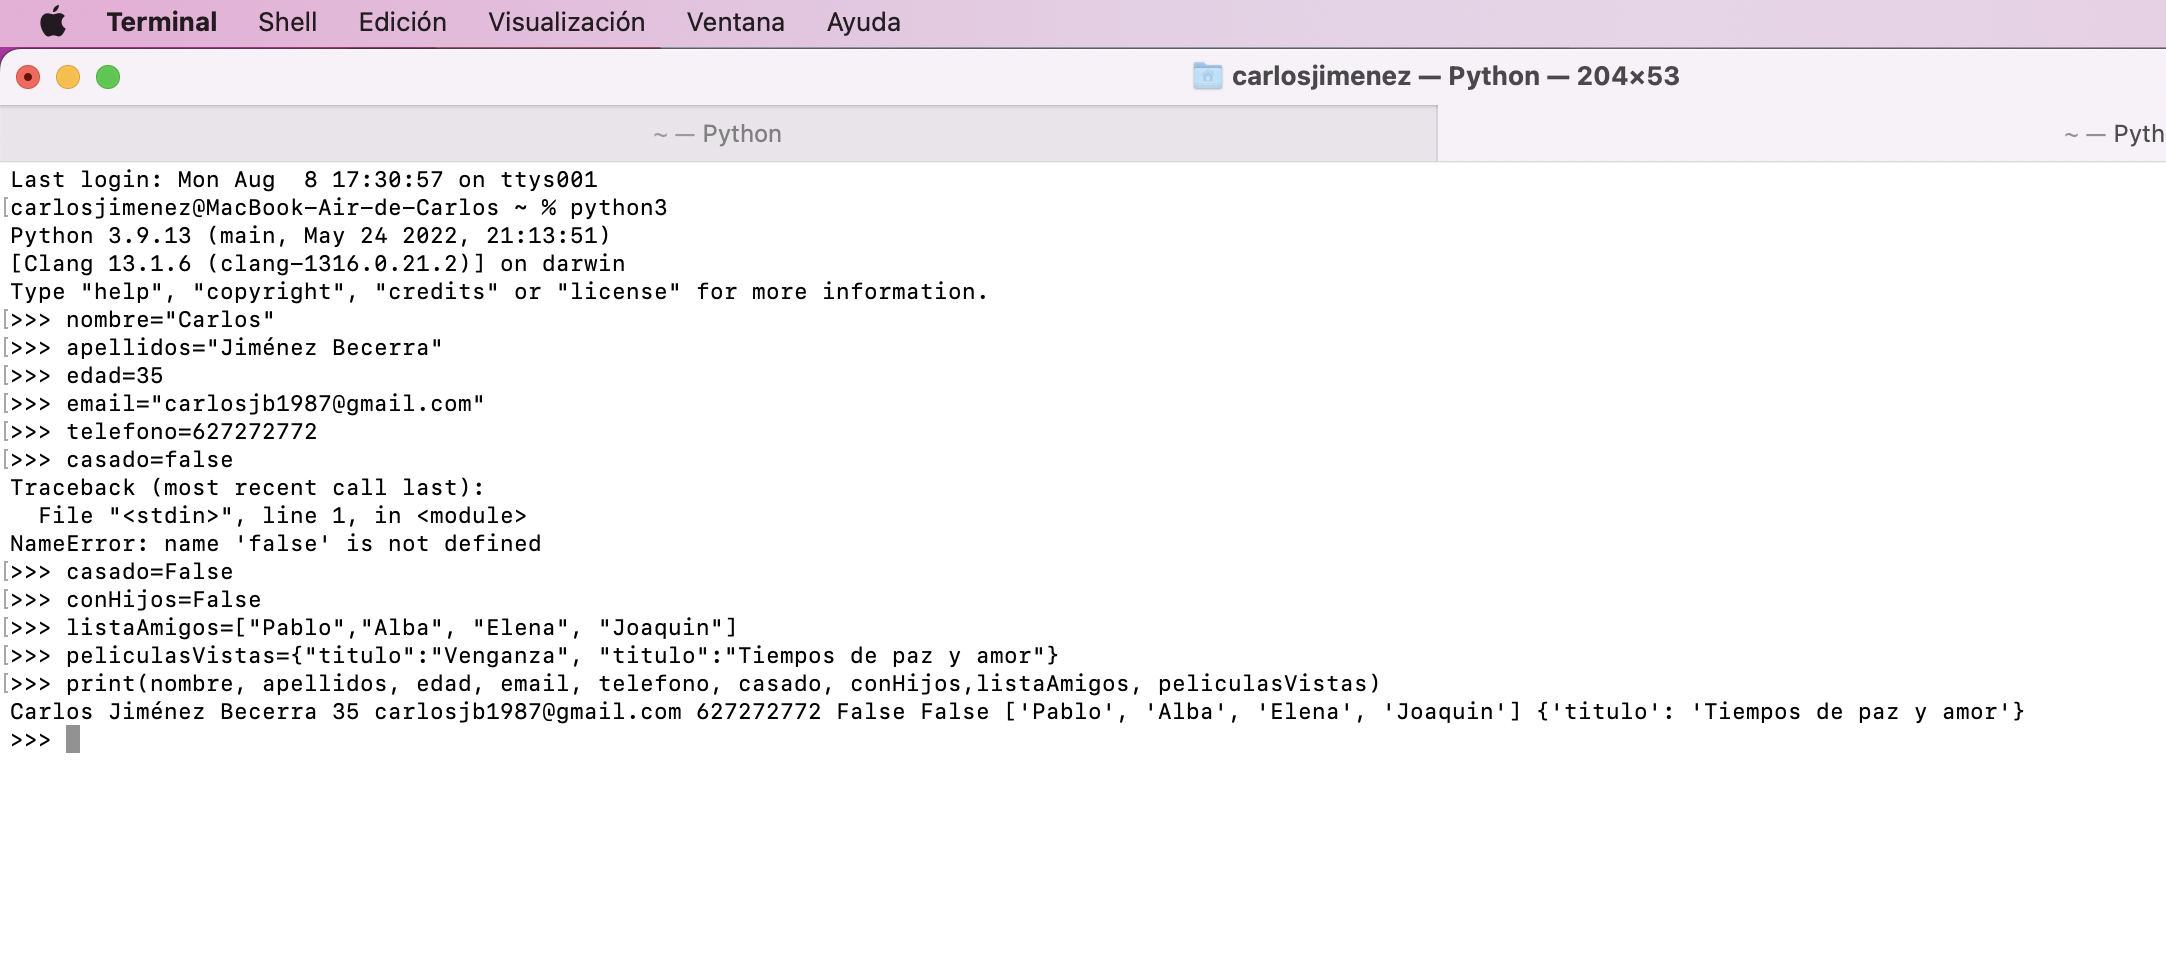 Terminal Shell Edición Visualización Ventana Ayuda
carlosjimenez — Python — 204×53
~ — Python ~ — Pyth
Last login: Mon Aug  8 17:30:57 on ttys001
[carlosjimenez@MacBook-Air-de-Carlos ~ % python3
Python 3.9.13 (main, May 24 2022, 21:13:51)
[Clang 13.1.6 (clang-1316.0.21.2)] on darwin
Type "help", "copyright", "credits" or "license" for more information.
[>>> nombre="Carlos"
[>>> apellidos="Jiménez Becerra"
[>>> edad=35
[>>> email="carlosjb1987@gmail.com"
[>>> telefono=627272772
[>>> casado=false
Traceback (most recent call last):
  File "<stdin>", line 1, in <module>
NameError: name 'false' is not defined
[>>> casado=False
[>>> conHijos=False
[>>> listaAmigos=["Pablo","Alba", "Elena", "Joaquin"]
[>>> peliculasVistas={"titulo":"Venganza", "titulo":"Tiempos de paz y amor"}
[>>> print(nombre, apellidos, edad, email, telefono, casado, conHijos,listaAmigos, peliculasVistas)
Carlos Jiménez Becerra 35 carlosjb1987@gmail.com 627272772 False False ['Pablo', 'Alba', 'Elena', 'Joaquin'] {'titulo': 'Tiempos de paz y amor'}
>>>